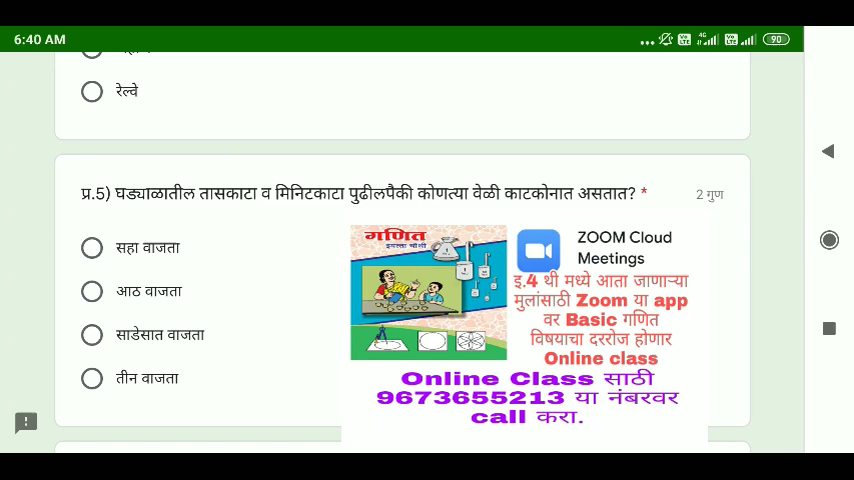 6:40 AM
90
रेल्वे
प्र.5) घड्याळातील तासकाटा व मिनिटकाटा पुढीलपैकी कोणत्या वेळी काटकोनात असतात? *
2 गुण
सहा वाजता
आठ वाजता
साडेसात वाजता
तीन वाजता
गणित
इयत्ता चौथी
ZOOM Cloud
Meetings
इ.4 थी मध्ये आता जाणाऱ्या
मुलांसाठी Zoom या app
वर Basic गणित
विषयाचा दररोज होणार
Online class
Online Class साठी
9673655213 या नंबरवर
call करा.